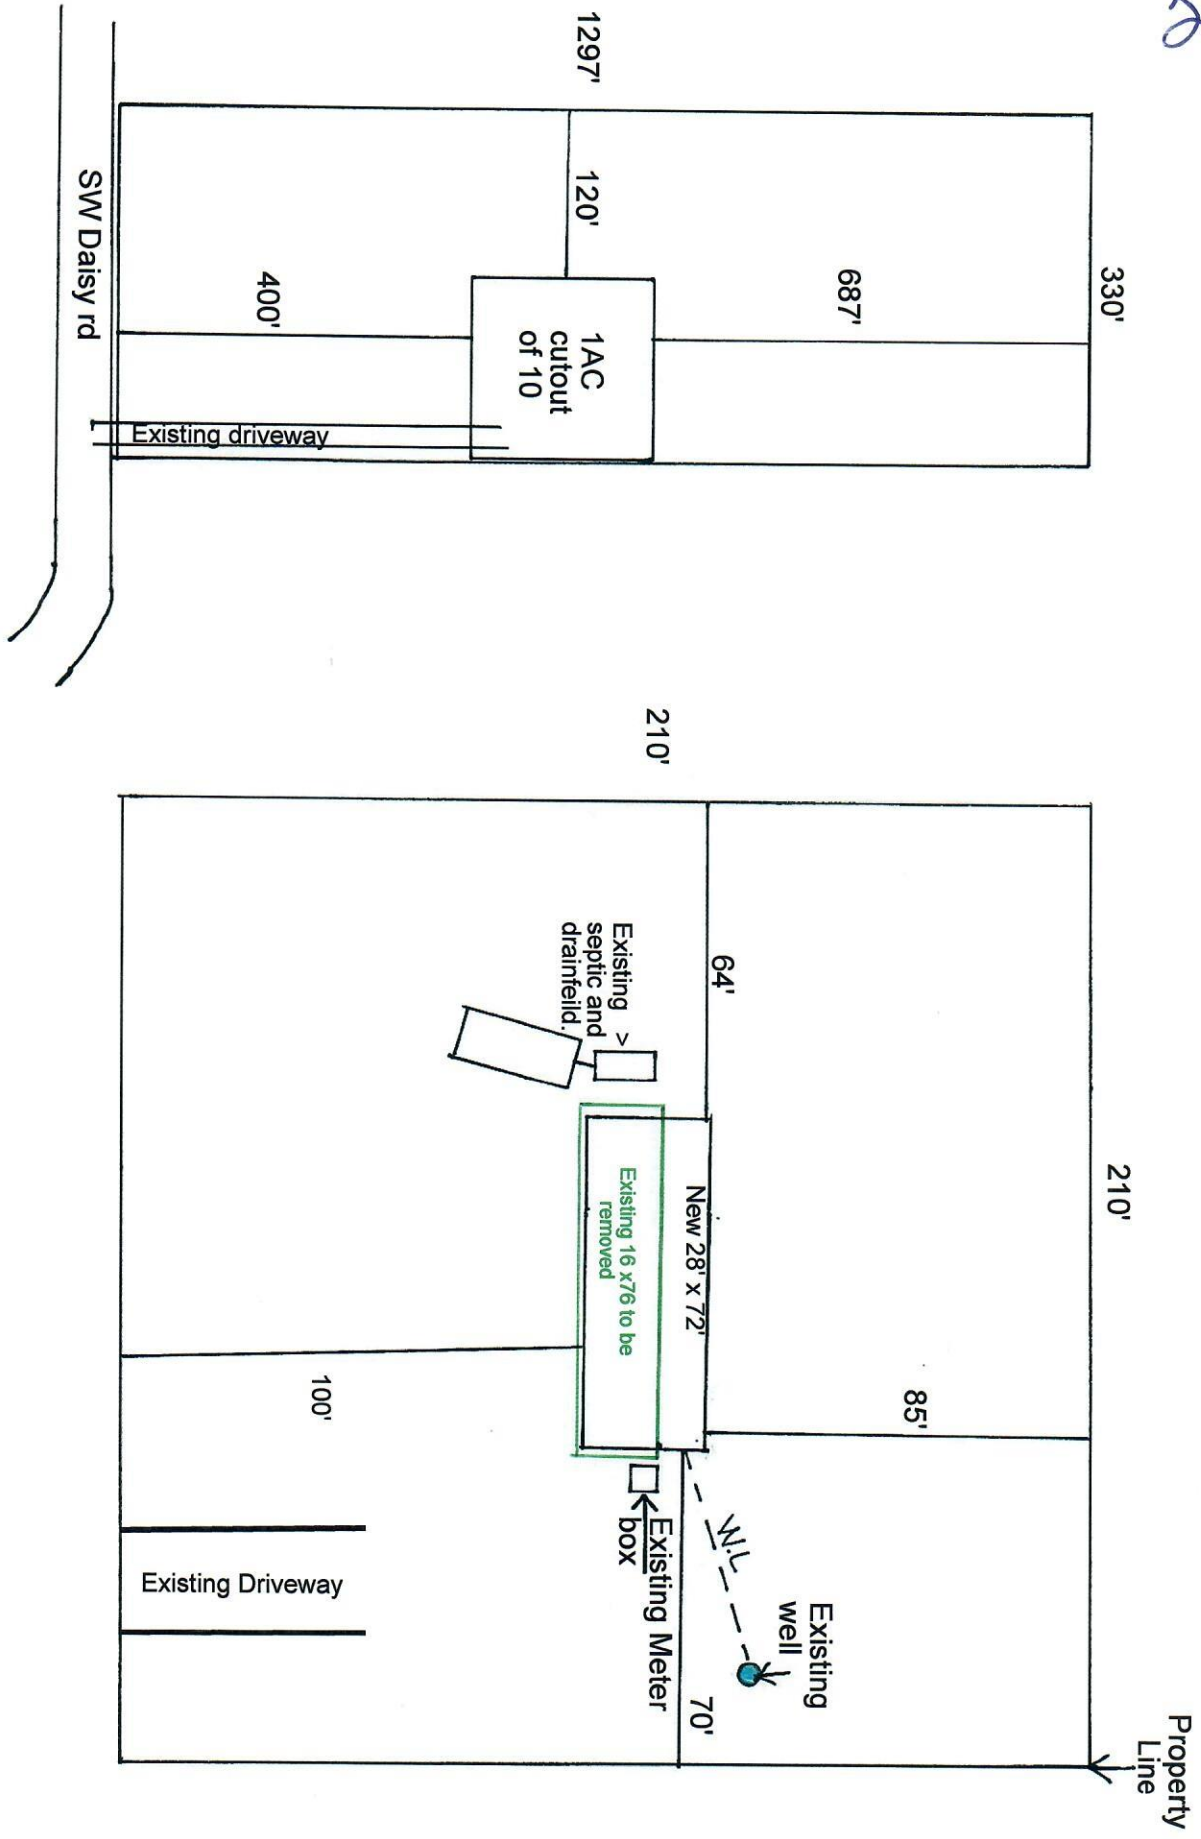 1297'
330'
120'
687'
1AC
cutout
of 10
400'
Existing driveway
SW Daisy rd
210'
210'
64'
Existing >
septic and
drainfeild.
New 28' x 72'
Existing 16 x76 to be
removed
85'
100'
W.L
Existing
well
Existing Meter
box
70'
Existing Driveway
Property
Line